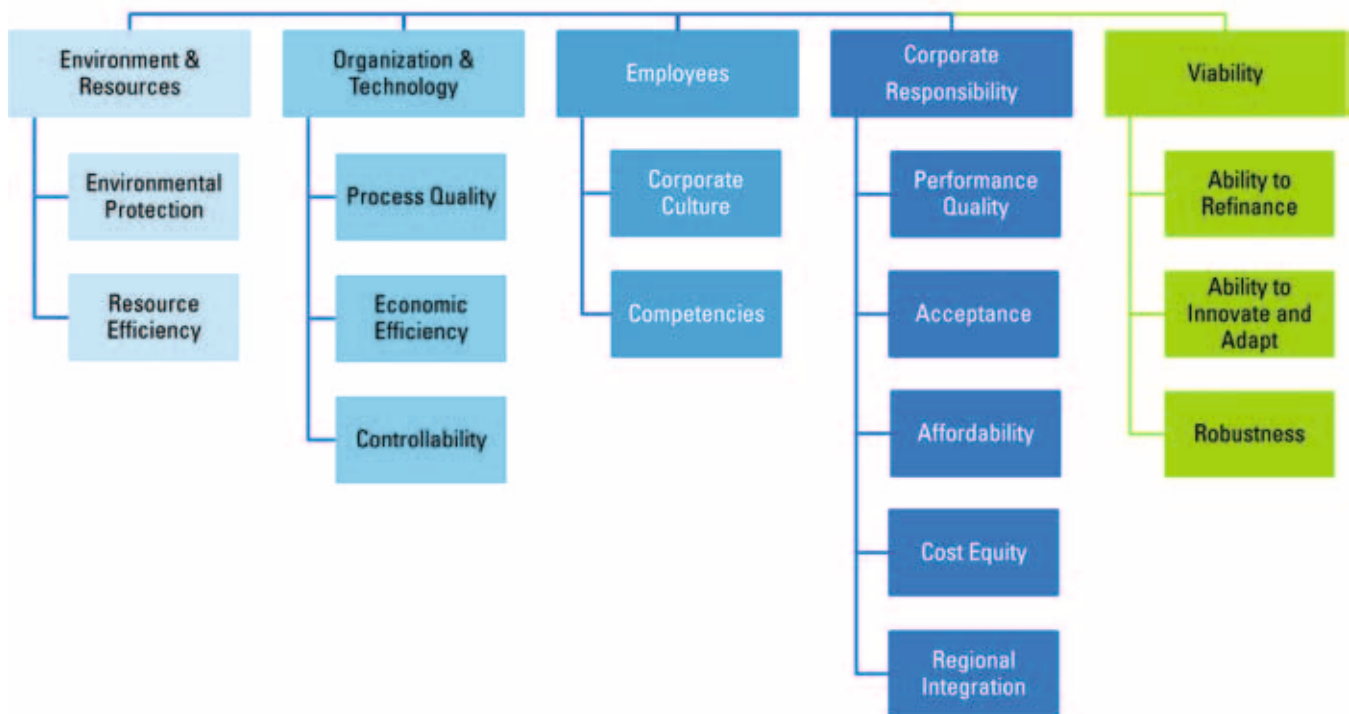 Environment &
Resources
Environmental
Protection
Resource
Efficiency
Organization &
Technology
Process Quality
Economic
Efficiency
Controllability
Employees
Corporate
Culture
Competencies
Corporate
Responsibility
Performance
Quality
Acceptance
Affordability
Cost Equity
Regional
Integration
Viability
Ability to
Refinance
Ability to
Innovate and
Adapt
Robustness